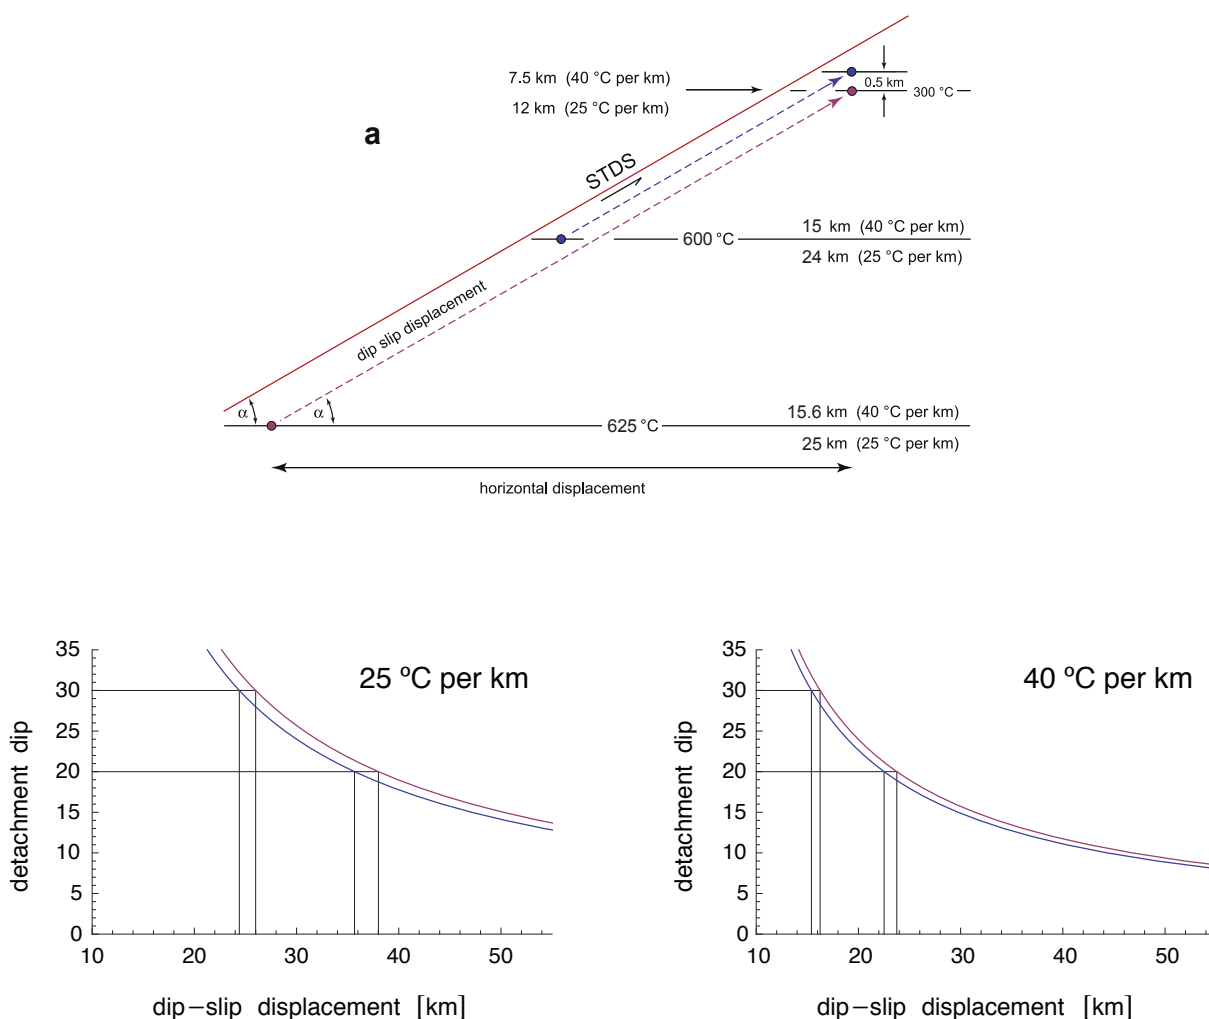 7.5 km (40 °C per km)
12 km (25 °C per km)
0.5 km
300 °C
a
STDS
600 °C
15 km (40 °C per km)
24 km (25 °C per km)
dip slip displacement
α
α
625 °C
15.6 km (40 °C per km)
25 km (25 °C per km)
horizontal displacement
25 ºC per km
35
30
25
20
15
10
5
0
detachment dip
10 20 30 40 50
dip–slip displacement [km]
40 ºC per km
35
30
25
20
15
10
5
0
detachment dip
10 20 30 40 50
dip–slip displacement [km]